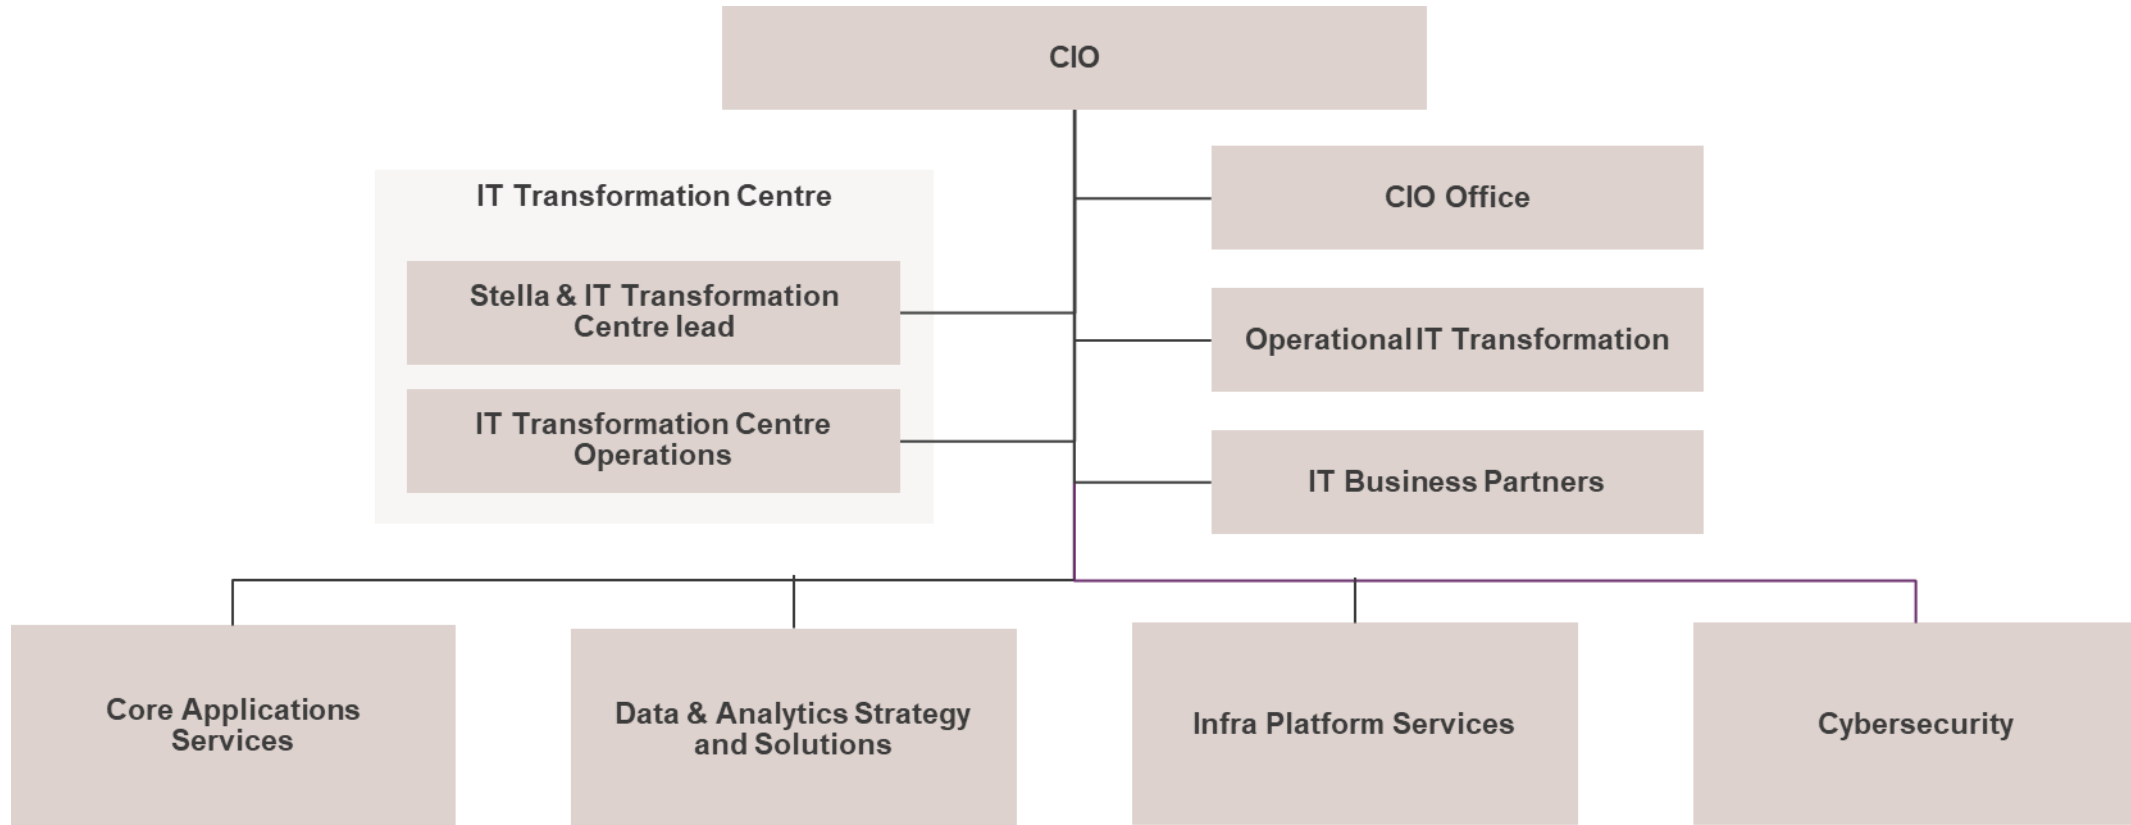 CIO
IT Transformation Centre
CIO Office
Stella & IT Transformation
Centre lead
Operational IT Transformation
IT Transformation Centre
Operations
IT Business Partners
Core Applications
Services
Data & Analytics Strategy
and Solutions
Infra Platform Services
Cybersecurity